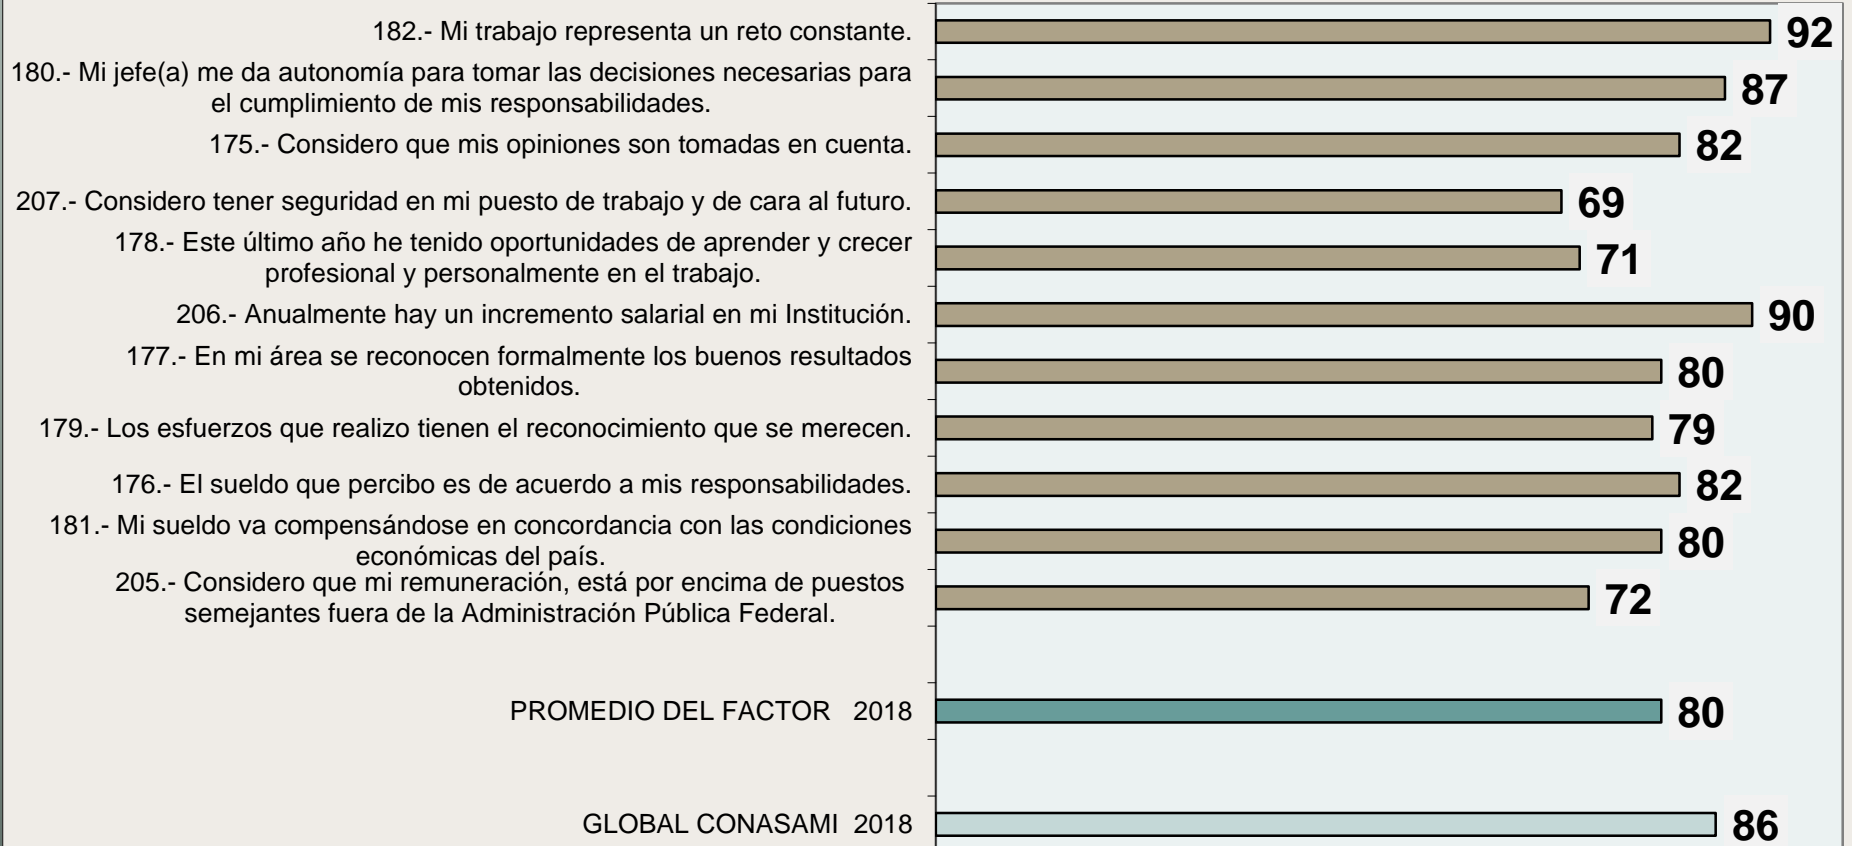 182.- Mi trabajo representa un reto constante. 92
180.- Mi jefe(a) me da autonomía para tomar las decisiones necesarias para
el cumplimiento de mis responsabilidades. 87
175.- Considero que mis opiniones son tomadas en cuenta. 82
207.- Considero tener seguridad en mi puesto de trabajo y de cara al futuro. 69
178.- Este último año he tenido oportunidades de aprender y crecer
profesional y personalmente en el trabajo. 71
206.- Anualmente hay un incremento salarial en mi Institución. 90
177.- En mi área se reconocen formalmente los buenos resultados
obtenidos. 80
179.- Los esfuerzos que realizo tienen el reconocimiento que se merecen. 79
176.- El sueldo que percibo es de acuerdo a mis responsabilidades. 82
181.- Mi sueldo va compensándose en concordancia con las condiciones
económicas del país. 80
205.- Considero que mi remuneración, está por encima de puestos
semejantes fuera de la Administración Pública Federal. 72
PROMEDIO DEL FACTOR 2018 80
GLOBAL CONASAMI 2018 86